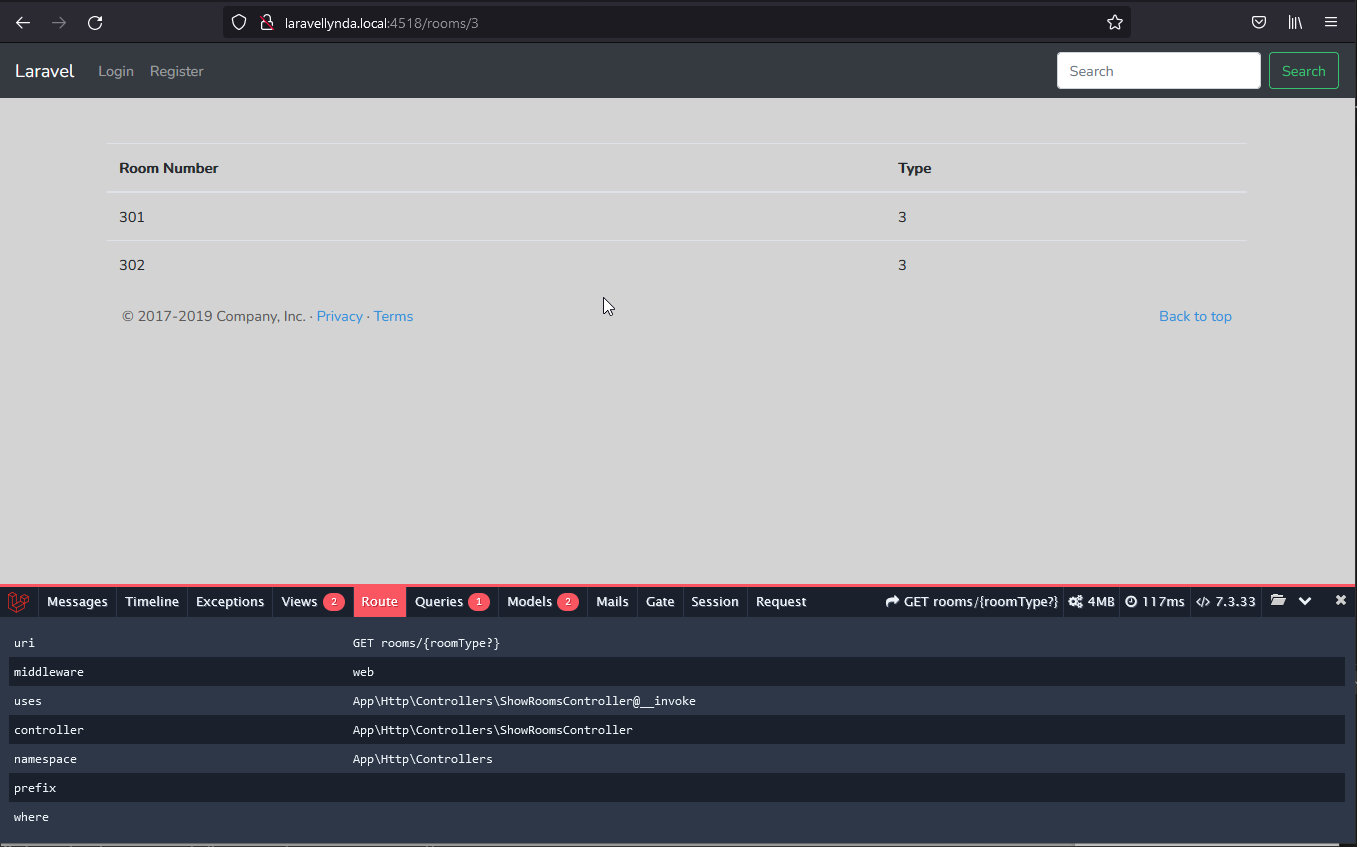 laravellynda.local:4518/rooms/3
Laravel Login Register Search Search
Room Number Type
301 3
302 3
© 2017-2019 Company, Inc. · Privacy · Terms Back to top
Messages Timeline Exceptions Views 2 Route Queries 1 Models 2 Mails Gate Session Request GET rooms/{roomType?} 4MB 117ms 7.3.33
uri GET rooms/{roomType?}
middleware web
uses App\Http\Controllers\ShowRoomsController@__invoke
controller App\Http\Controllers\ShowRoomsController
namespace App\Http\Controllers
prefix
where